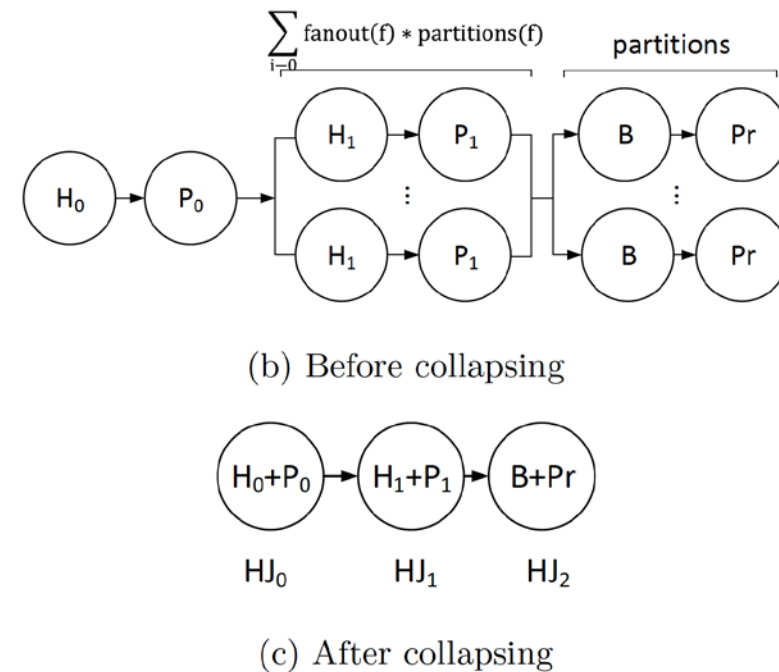 ∑ fanout(f) * partitions(f)
i=0
partitions
H₁ P₁ B Pr
H₀ P₀ ⋮ ⋮
H₁ P₁ B Pr
(b) Before collapsing
H₀+P₀ H₁+P₁ B+Pr
HJ₀ HJ₁ HJ₂
(c) After collapsing